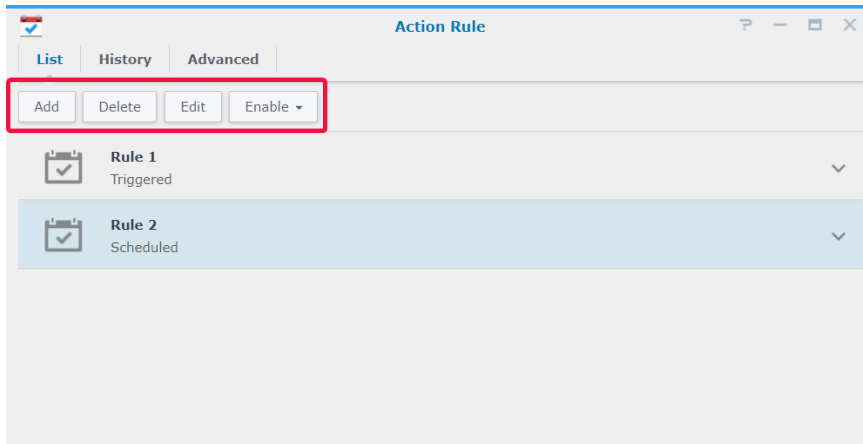 Action Rule
List History Advanced
Add Delete Edit Enable
Rule 1
Triggered
Rule 2
Scheduled